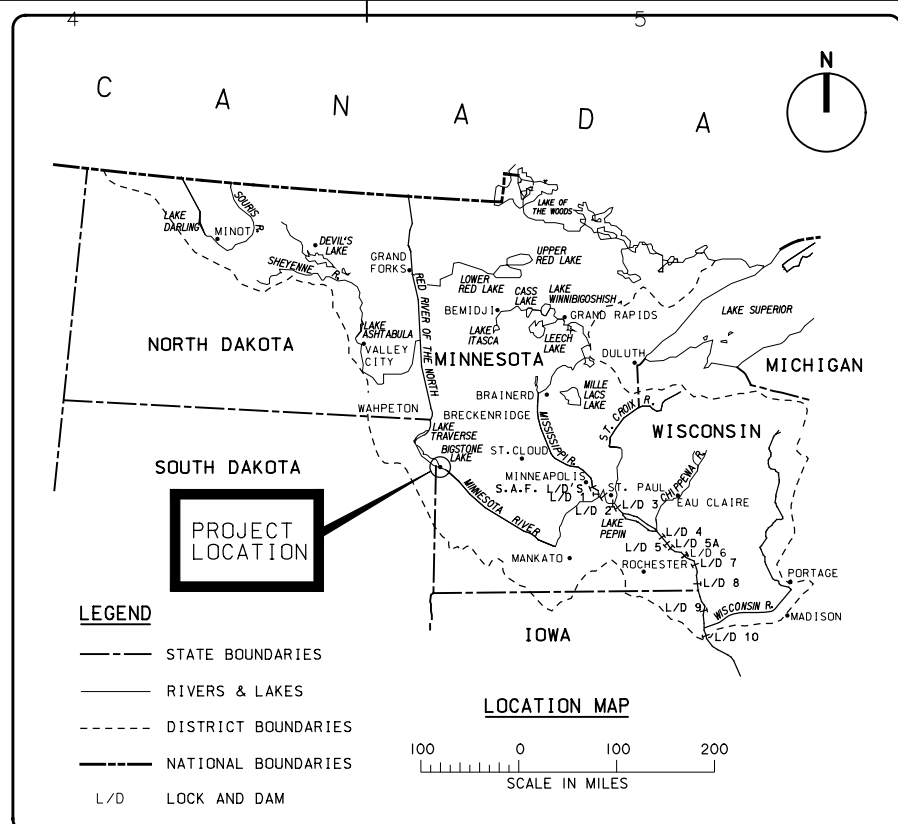 4 5
N
C A N A D A
LAKE OF
THE WOODS
SOURIS
R.
LAKE
DARLING
MINOT
DEVIL'S
LAKE
SHEYENNE R.
GRAND
FORKS
RED RIVER OF THE NORTH
UPPER
RED LAKE
LOWER
RED LAKE
CASS
LAKE
LAKE
WINNIBIGOSHISH
BEMIDJI
GRAND RAPIDS
LAKE
ITASCA
LEECH
LAKE
LAKE SUPERIOR
LAKE
ASHTABULA
VALLEY
CITY
NORTH DAKOTA
MINNESOTA
DULUTH
MICHIGAN
BRAINERD
MILLE
LACS
LAKE
WAHPETON
BRECKENRIDGE
MISSISSIPPI R.
ST. CROIX R.
WISCONSIN
LAKE
TRAVERSE
BIGSTONE
LAKE
ST.CLOUD
CHIPPEWA R.
SOUTH DAKOTA
MINNEAPOLIS
S.A.F. L/D'S
L/D 1
ST. PAUL
L/D 2
L/D 3
EAU CLAIRE
MINNESOTA RIVER
LAKE
PEPIN
PROJECT
LOCATION
L/D 4
L/D 5
L/D 5A
L/D 6
L/D 7
MANKATO
ROCHESTER
L/D 8
PORTAGE
L/D 9
WISCONSIN R.
MADISON
L/D 10
IOWA
LEGEND
STATE BOUNDARIES
RIVERS & LAKES
DISTRICT BOUNDARIES
NATIONAL BOUNDARIES
L/D LOCK AND DAM
LOCATION MAP
100 0 100 200
SCALE IN MILES